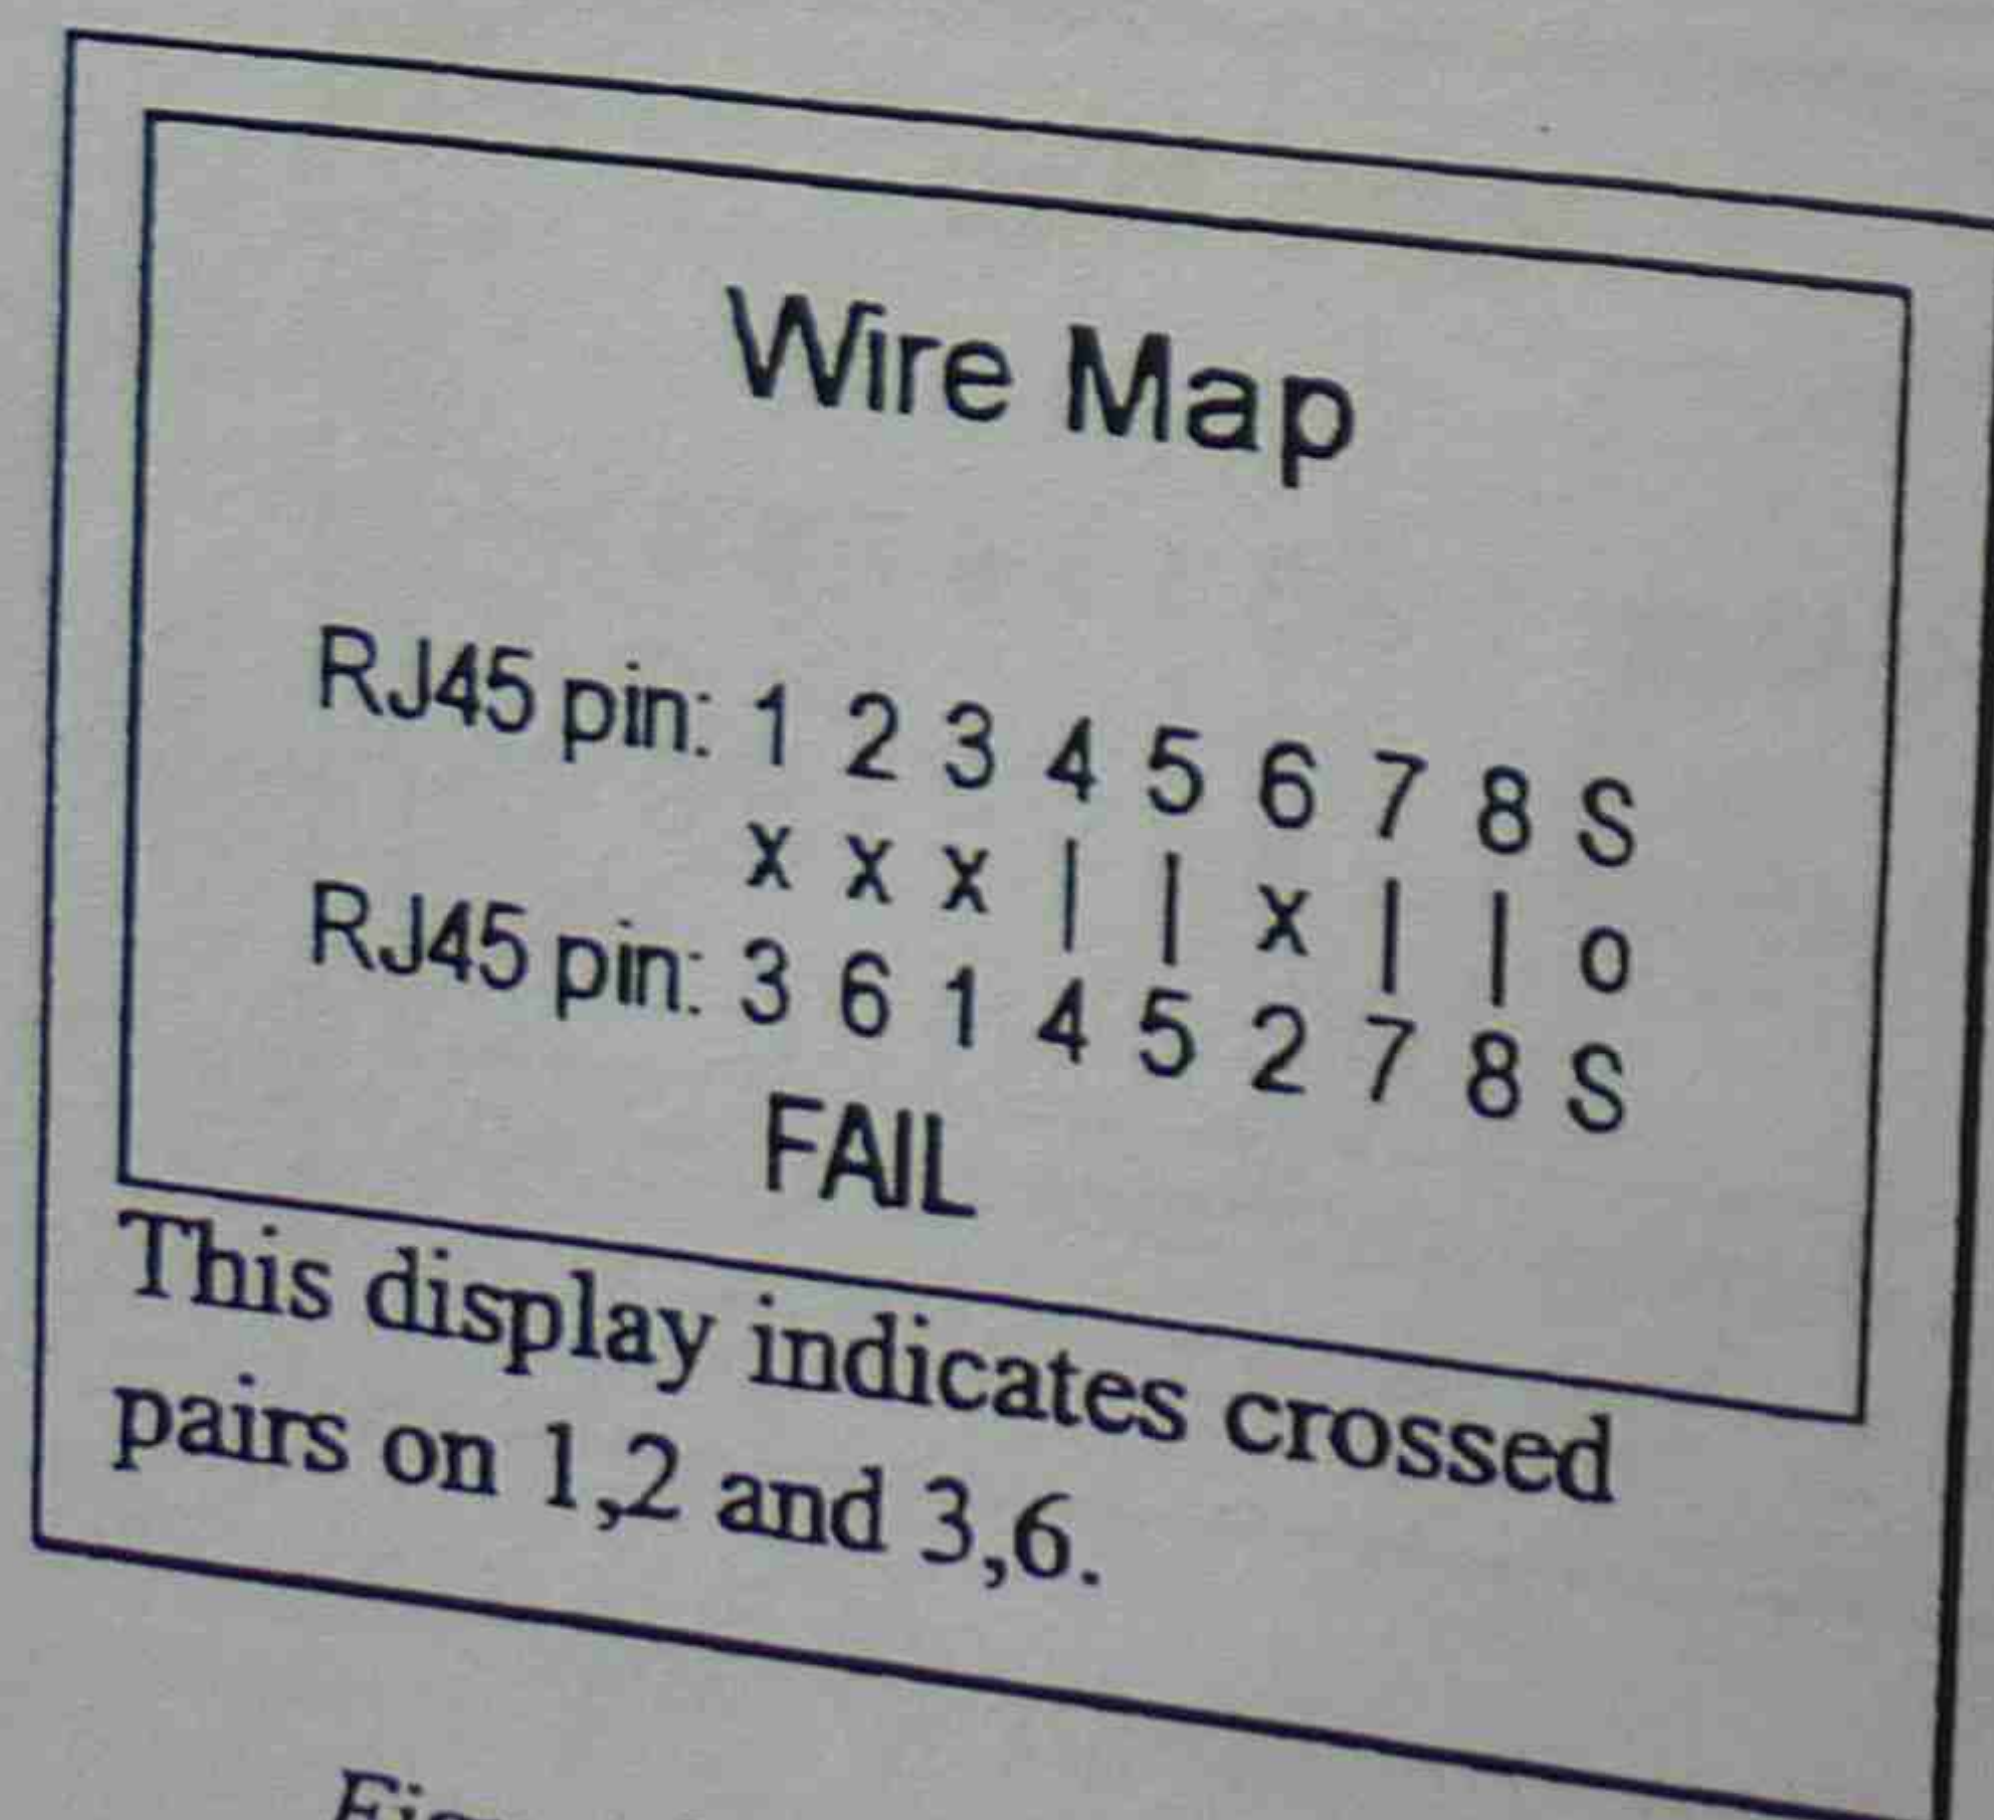 Wire Map
RJ45 pin: 1 2 3 4 5 6 7 8 S
x x x | | x | | o
RJ45 pin: 3 6 1 4 5 2 7 8 S
FAIL
This display indicates crossed
pairs on 1,2 and 3,6.